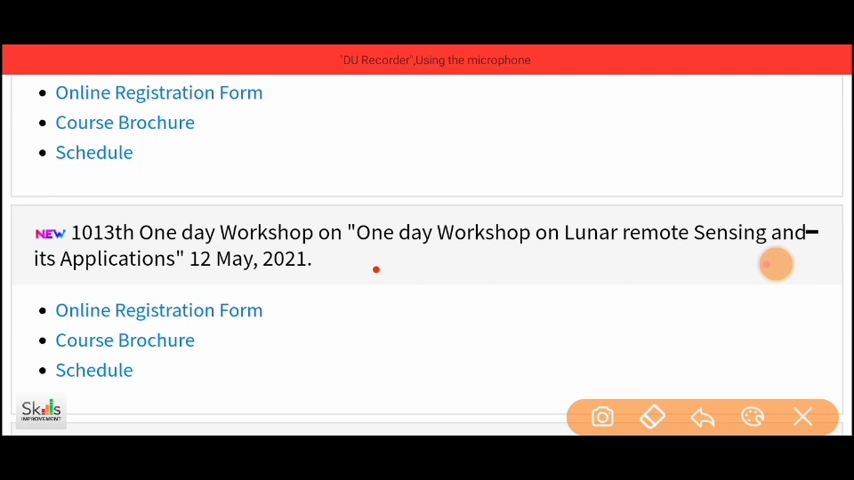 "DU Recorder",Using the microphone
Online Registration Form
Course Brochure
Schedule
NEW 1013th One day Workshop on "One day Workshop on Lunar remote Sensing and
its Applications" 12 May, 2021.
Online Registration Form
Course Brochure
Schedule
Skills
IMPROVEMENT